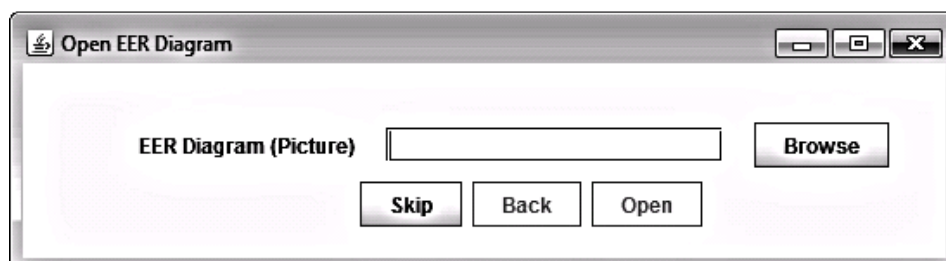 Open EER Diagram
EER Diagram (Picture) Browse
Skip Back Open